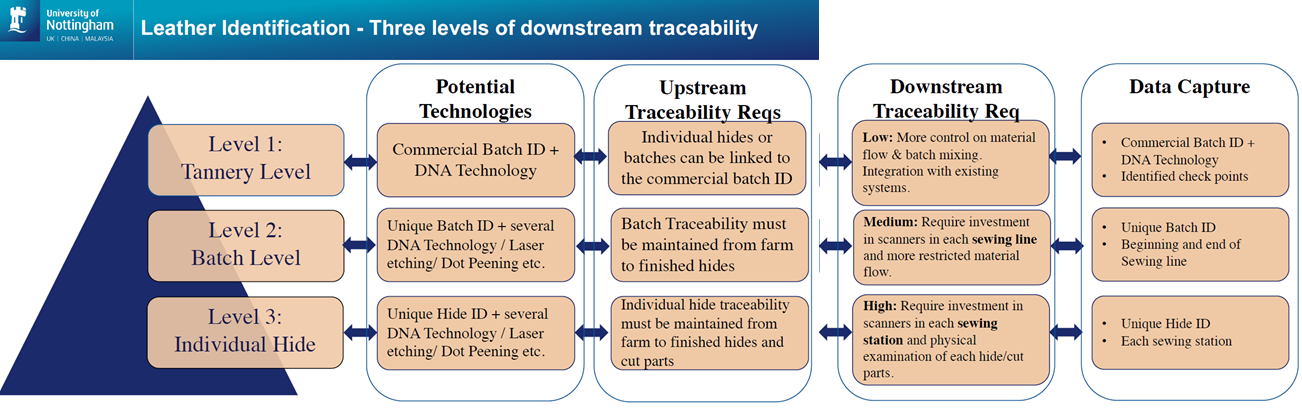 University of
Nottingham
UK | CHINA | MALAYSIA
Leather Identification - Three levels of downstream traceability
Potential
Technologies
Upstream
Traceability Reqs
Downstream
Traceability Req
Data Capture
Level 1:
Tannery Level
Commercial Batch ID +
DNA Technology
Individual hides or
batches can be linked to
the commercial batch ID
Low: More control on material
flow & batch mixing.
Integration with existing
systems.
• Commercial Batch ID +
DNA Technology
• Identified check points
Level 2:
Batch Level
Unique Batch ID + several
DNA Technology / Laser
etching/ Dot Peening etc.
Batch Traceability must
be maintained from farm
to finished hides
Medium: Require investment
in scanners in each sewing line
and more restricted material
flow.
• Unique Batch ID
• Beginning and end of
Sewing line
Level 3:
Individual Hide
Unique Hide ID + several
DNA Technology / Laser
etching/ Dot Peening etc.
Individual hide traceability
must be maintained from
farm to finished hides and
cut parts
High: Require investment in
scanners in each sewing
station and physical
examination of each hide/cut
parts.
• Unique Hide ID
• Each sewing station